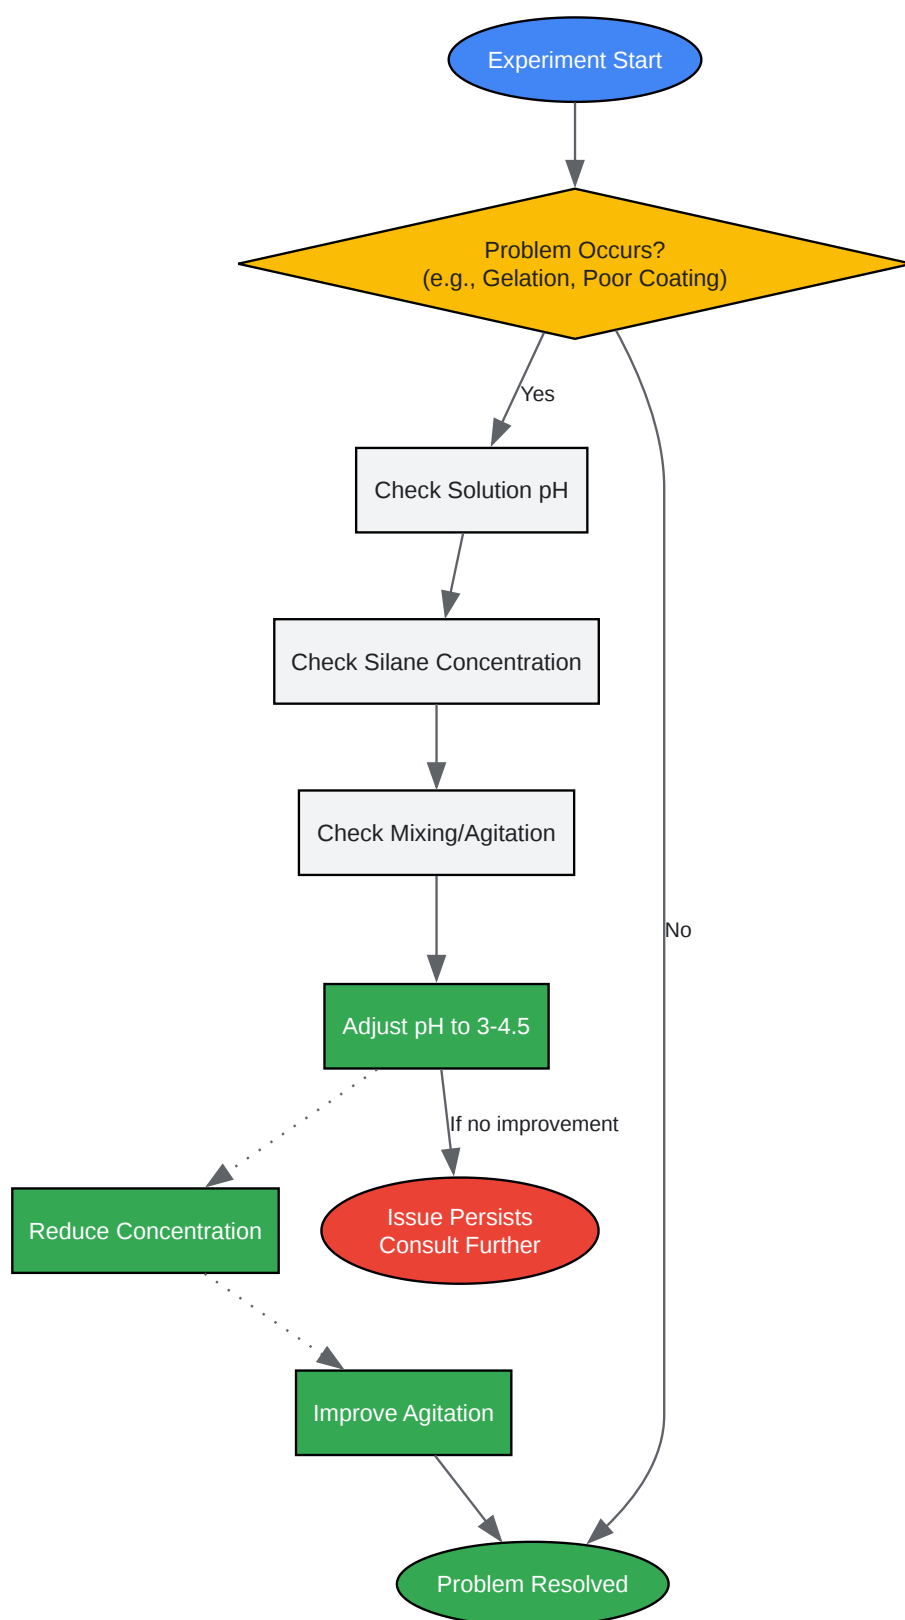 Experiment Start
Problem Occurs?
(e.g., Gelation, Poor Coating)
Yes
Check Solution pH
Check Silane Concentration
Check Mixing/Agitation
No
Adjust pH to 3-4.5
If no improvement
Reduce Concentration
Issue Persists
Consult Further
Improve Agitation
Problem Resolved